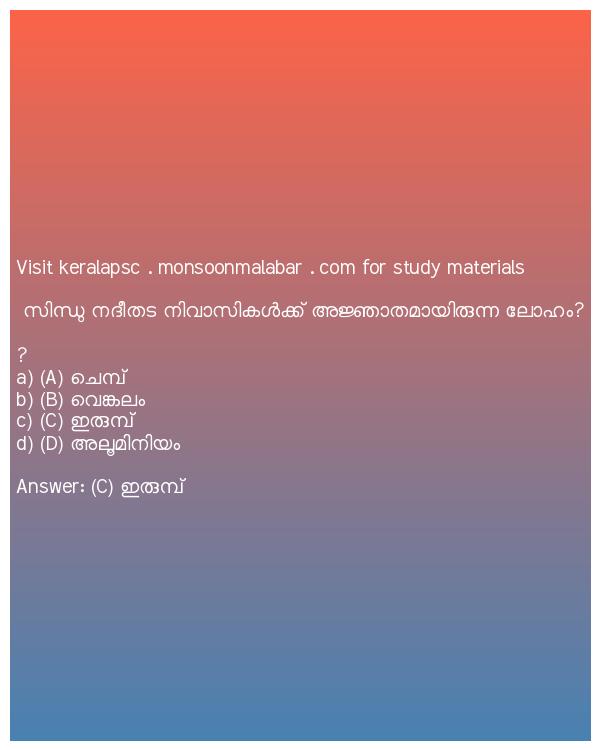 Visit keralapsc . monsoonmalabar . com for study materials
സിന്ധു നദീതട നിവാസികൾക്ക് അജ്ഞാതമായിരുന്ന ലോഹം?
?
a) (A) ചെമ്പ്
b) (B) വെങ്കലം
c) (C) ഇരുമ്പ്
d) (D) അലൂമിനിയം
Answer: (C) ഇരുമ്പ്